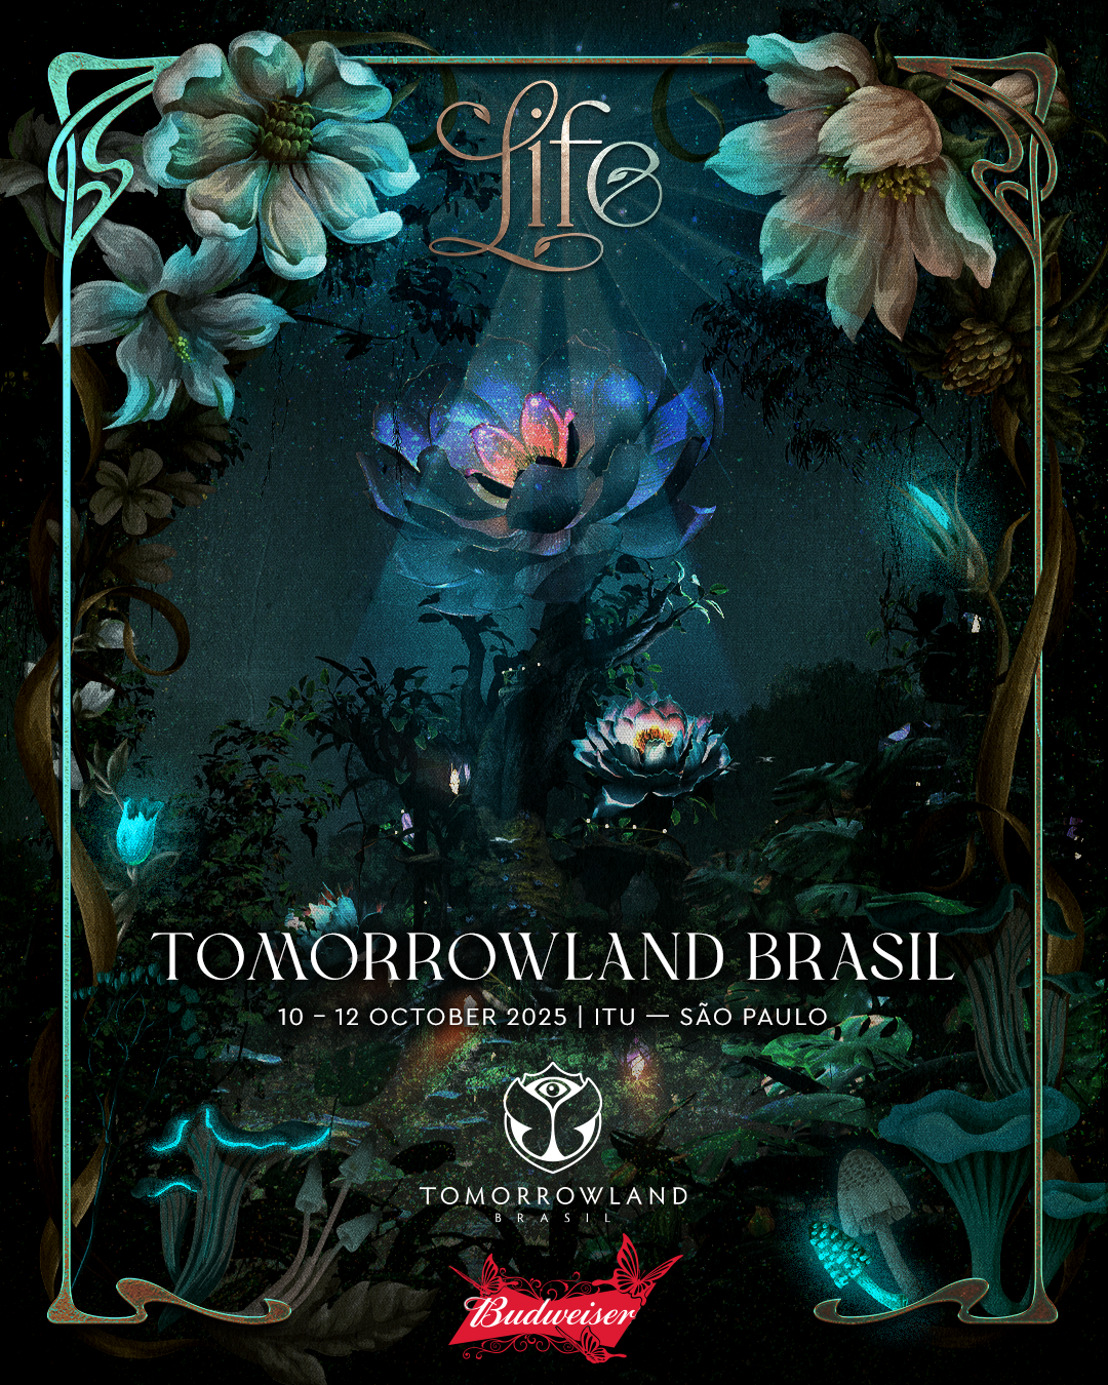 Life
TOMORROWLAND BRASIL
10 – 12 OCTOBER 2025 | ITU — SÃO PAULO
TOMORROWLAND
BRASIL
Budweiser